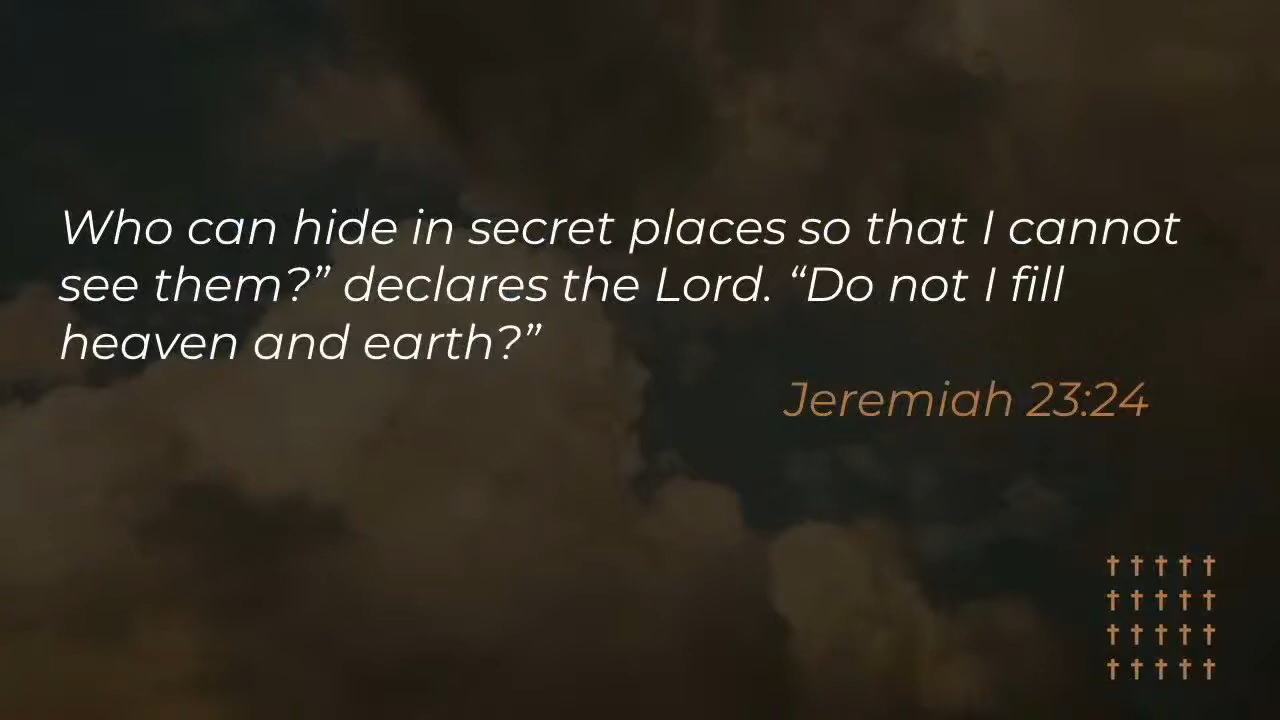 Who can hide in secret places so that I cannot
see them?” declares the Lord. “Do not I fill
heaven and earth?”
Jeremiah 23:24